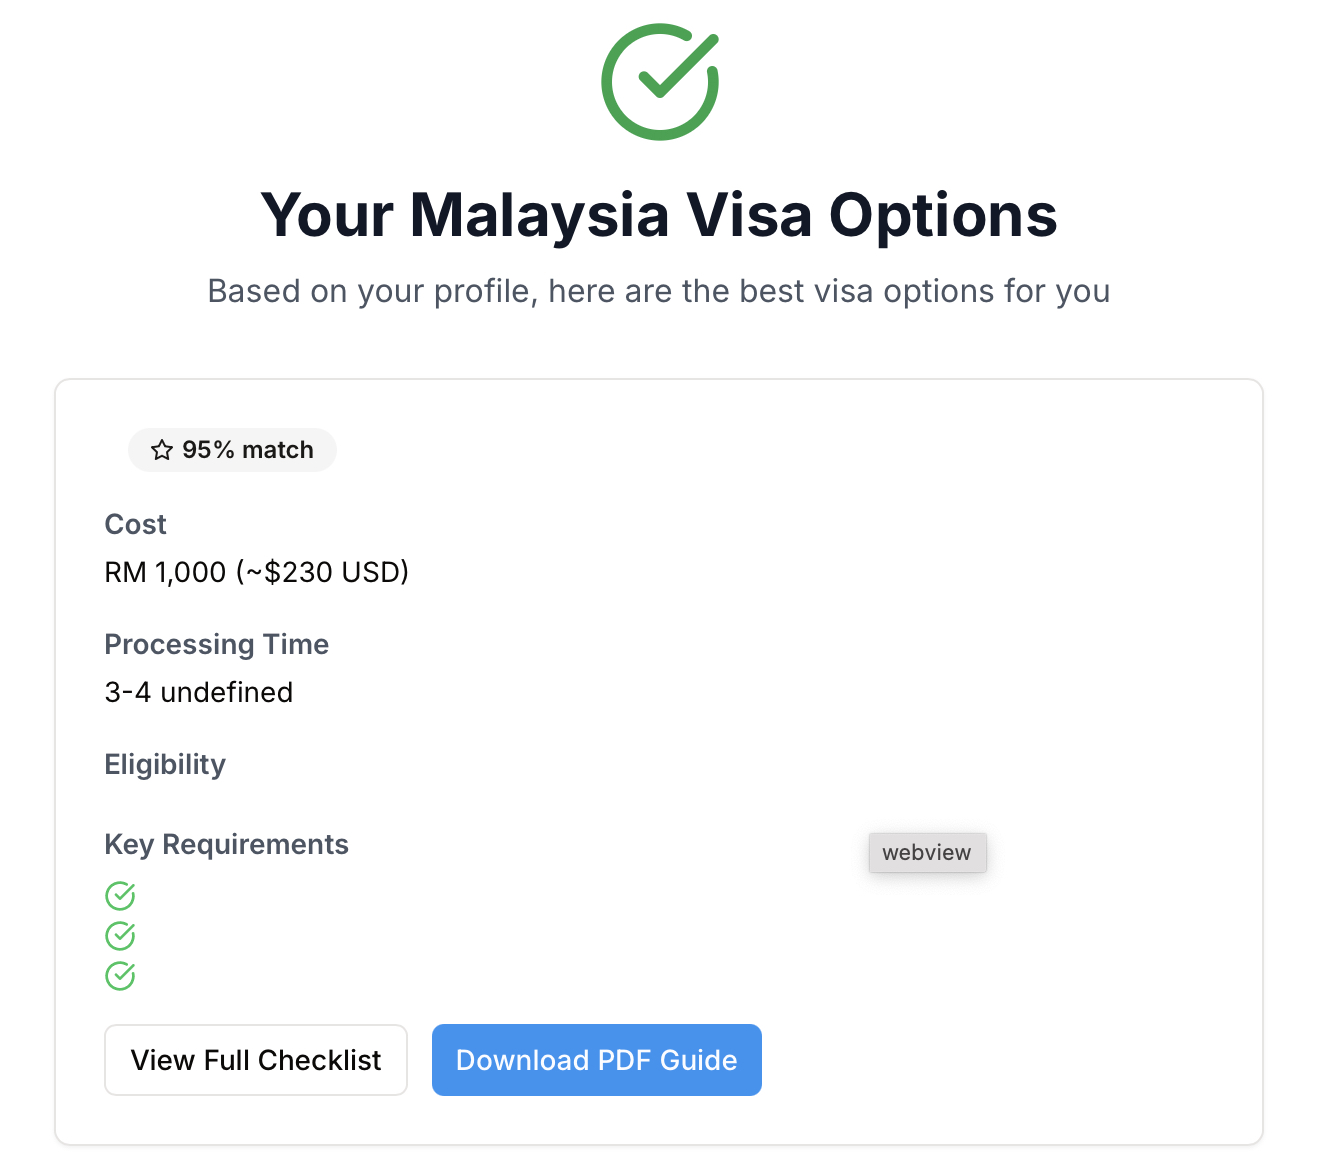 Your Malaysia Visa Options
Based on your profile, here are the best visa options for you
95% match
Cost
RM 1,000 (~$230 USD)
Processing Time
3-4 undefined
Eligibility
Key Requirements
webview
View Full Checklist
Download PDF Guide